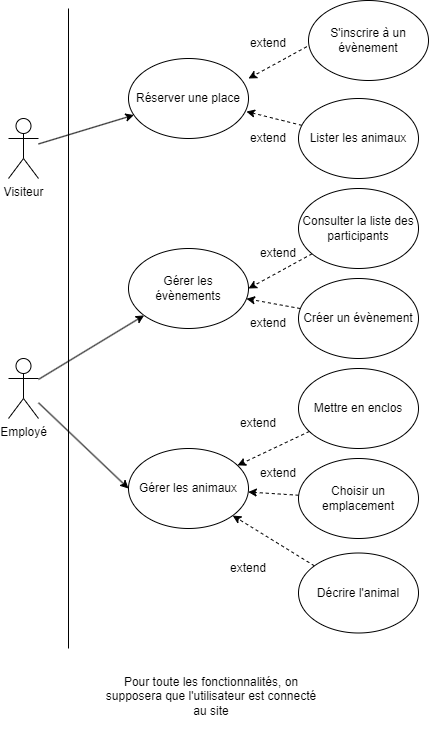 S'inscrire à un
évènement
extend
Réserver une place
extend
Lister les animaux
Visiteur
Consulter la liste des
participants
extend
Gérer les
évènements
extend
Créer un évènement
Mettre en enclos
extend
Employé
extend
Gérer les animaux
Choisir un
emplacement
extend
Décrire l'animal
Pour toute les fonctionnalités, on
supposera que l'utilisateur est connecté
au site